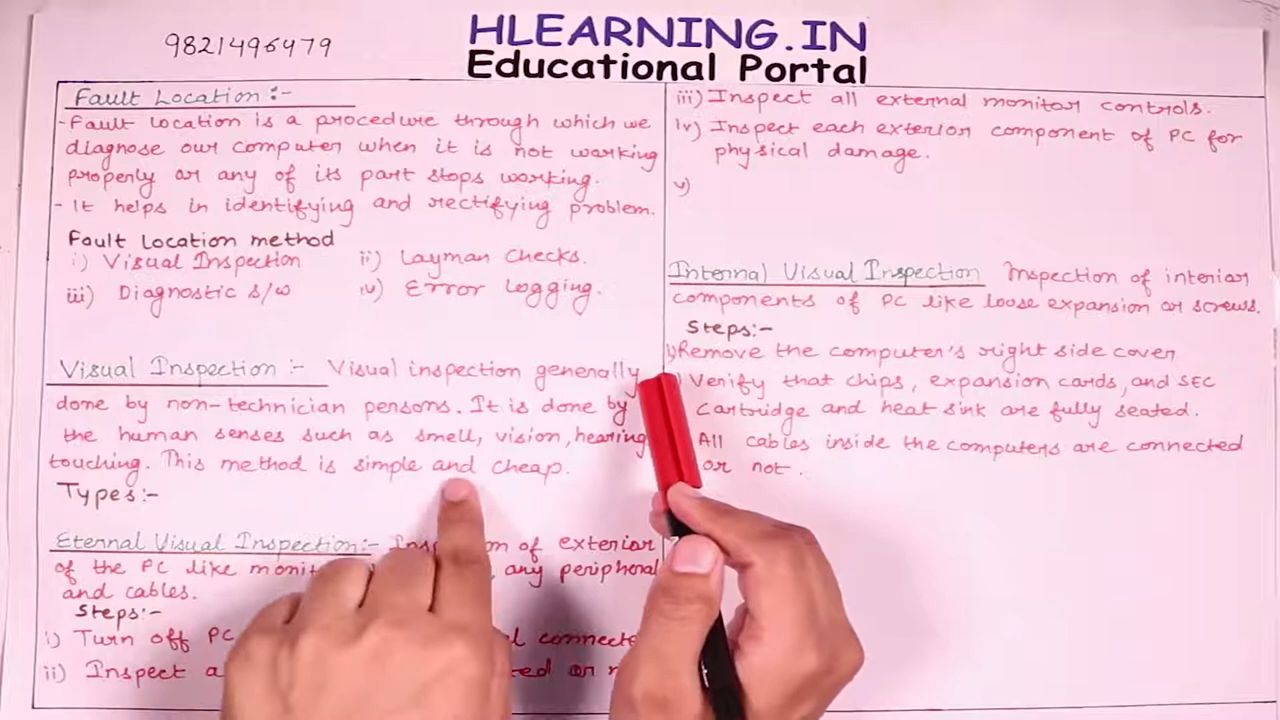 9821496479
HLEARNING.IN
Educational Portal
Fault Location :-
- Fault location is a procedure through which we
diagnose our computer when it is not working
properly or any of its part stops working.
- It helps in identifying and rectifying problem.
Fault Location method
i) Visual Inspection ii) Layman Checks.
iii) Diagnostic s/w iv) Error logging.
Visual Inspection :- Visual inspection generally
done by non-technician persons. It is done by
the human senses such as smell, vision, hearing
touching. This method is simple and cheap.
Types:-
Eternal Visual Inspection:- of exterior
of the PC like any peripheral
and cables.
Steps:-
i) Turn off PC
ii) Inspect
iii) Inspect all external monitor controls.
iv) Inspect each exterior component of PC for
physical damage.
v)
Internal Visual Inspection Inspection of interior
components of PC like loose expansion or screws.
Steps:-
i) Remove the computer's right side cover
Verify that chips, expansion cards, and SEC
Cartridge and heat sink are fully seated.
All cables inside the computers are connected
or not.